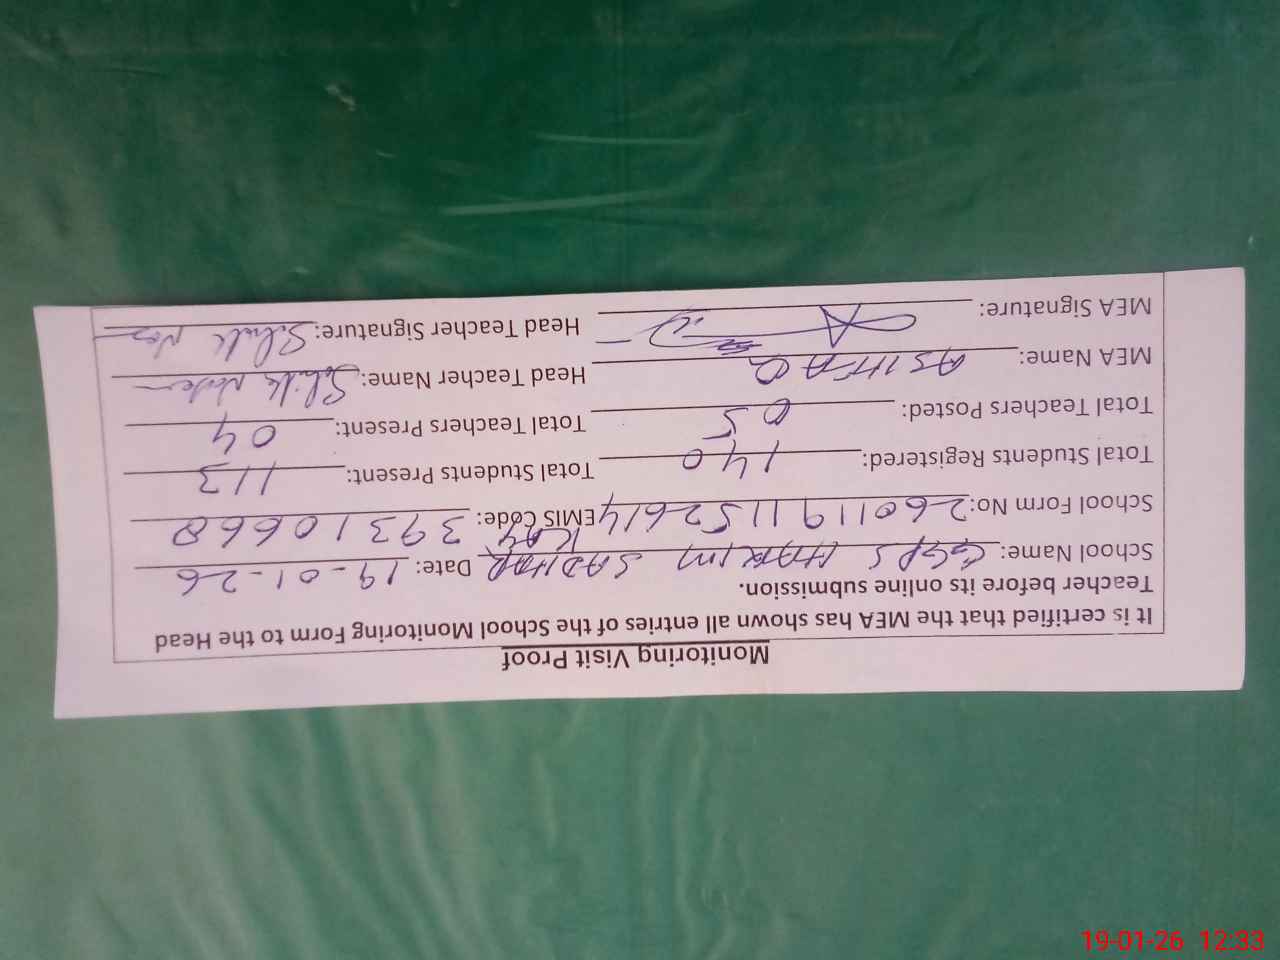 Monitoring Visit Proof
It is certified that the MEA has shown all entries of the School Monitoring Form to the Head
Teacher before its online submission.
School Name: GGPS HAKIM SADHAR Date: 19-01-26
School Form No: 2601191152614 EMIS Code: 39310668
Total Students Registered: 140 Total Students Present: 113
Total Teachers Posted: 05 Total Teachers Present: 04
MEA Name: ASHFAQ Head Teacher Name:
MEA Signature: Head Teacher Signature:
19-01-26 12:33